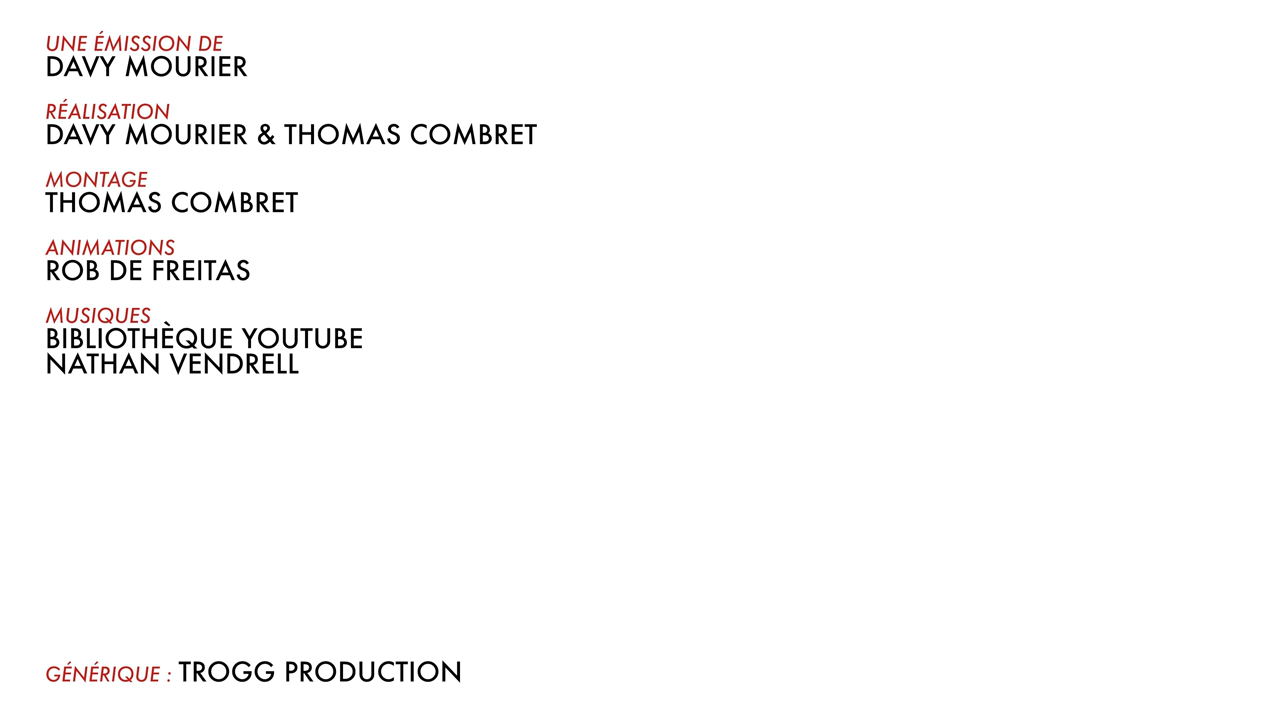 UNE ÉMISSION DE
DAVY MOURIER
RÉALISATION
DAVY MOURIER & THOMAS COMBRET
MONTAGE
THOMAS COMBRET
ANIMATIONS
ROB DE FREITAS
MUSIQUES
BIBLIOTHÈQUE YOUTUBE
NATHAN VENDRELL
GÉNÉRIQUE : TROGG PRODUCTION